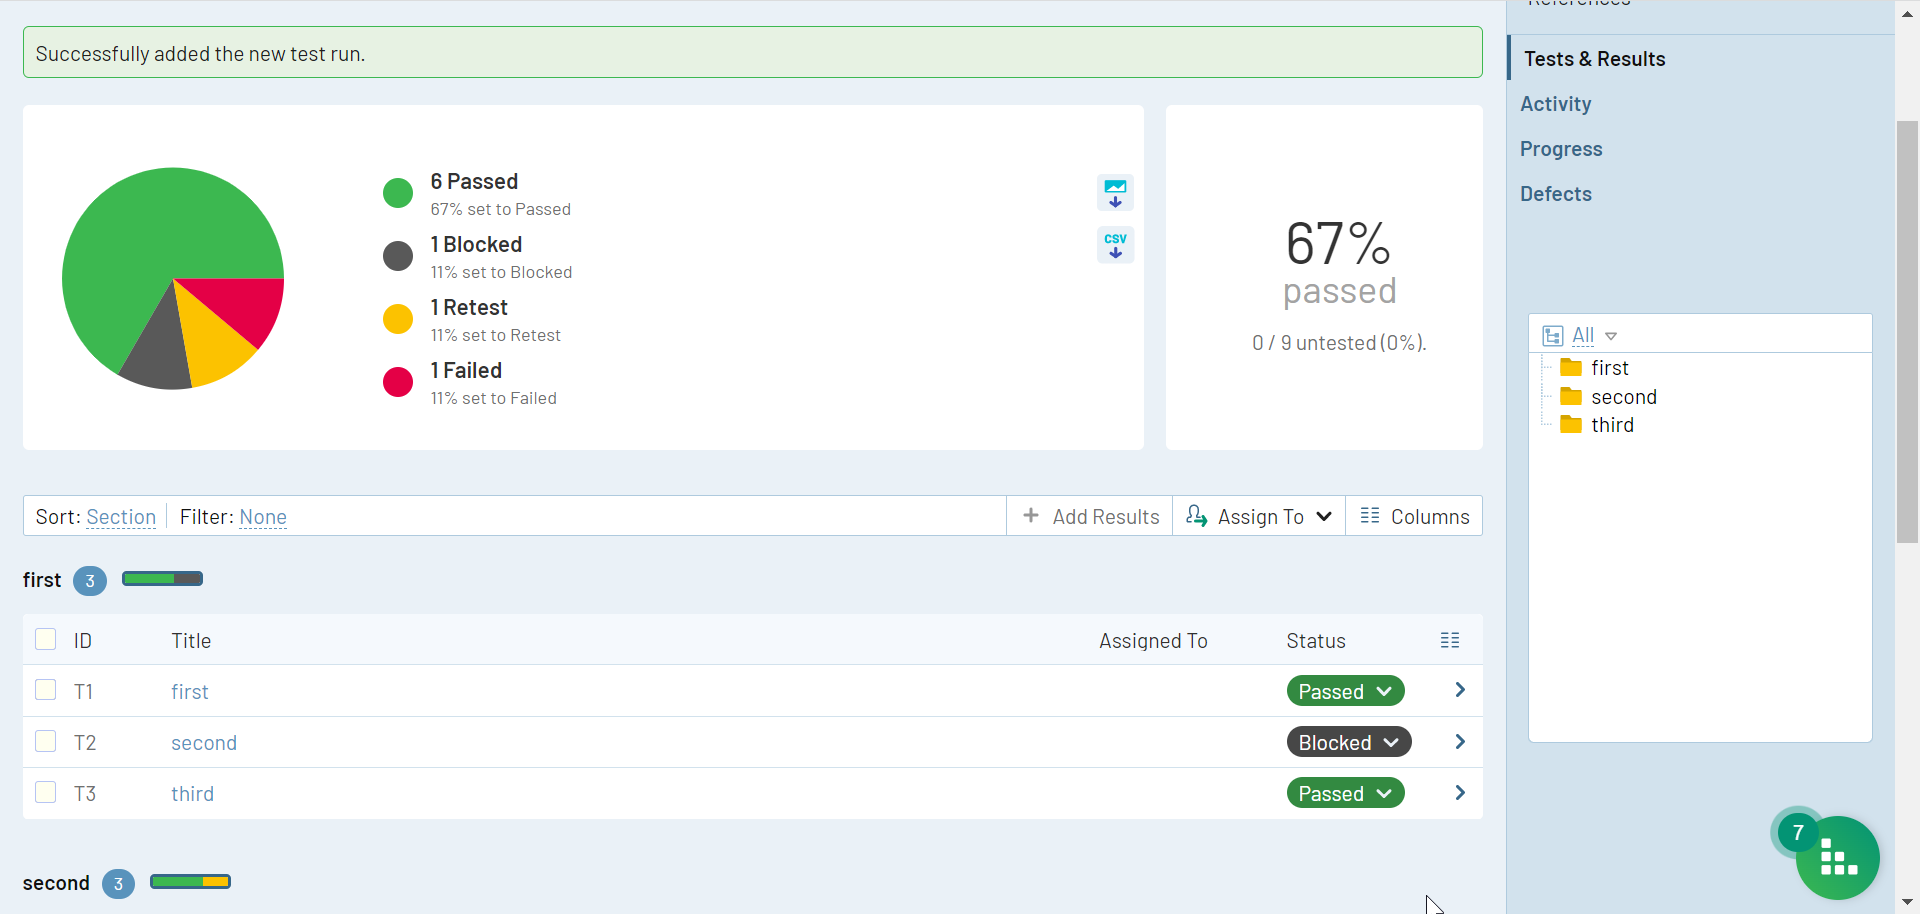 References
Successfully added the new test run.
Tests & Results
Activity
Progress
Defects
6 Passed
67% set to Passed
1 Blocked
11% set to Blocked
1 Retest
11% set to Retest
1 Failed
11% set to Failed
CSV
67%
passed
0 / 9 untested (0%).
All
first
second
third
Sort: Section Filter: None
+ Add Results Assign To Columns
first 3
ID Title Assigned To Status
T1 first Passed
T2 second Blocked
T3 third Passed
7
second 3